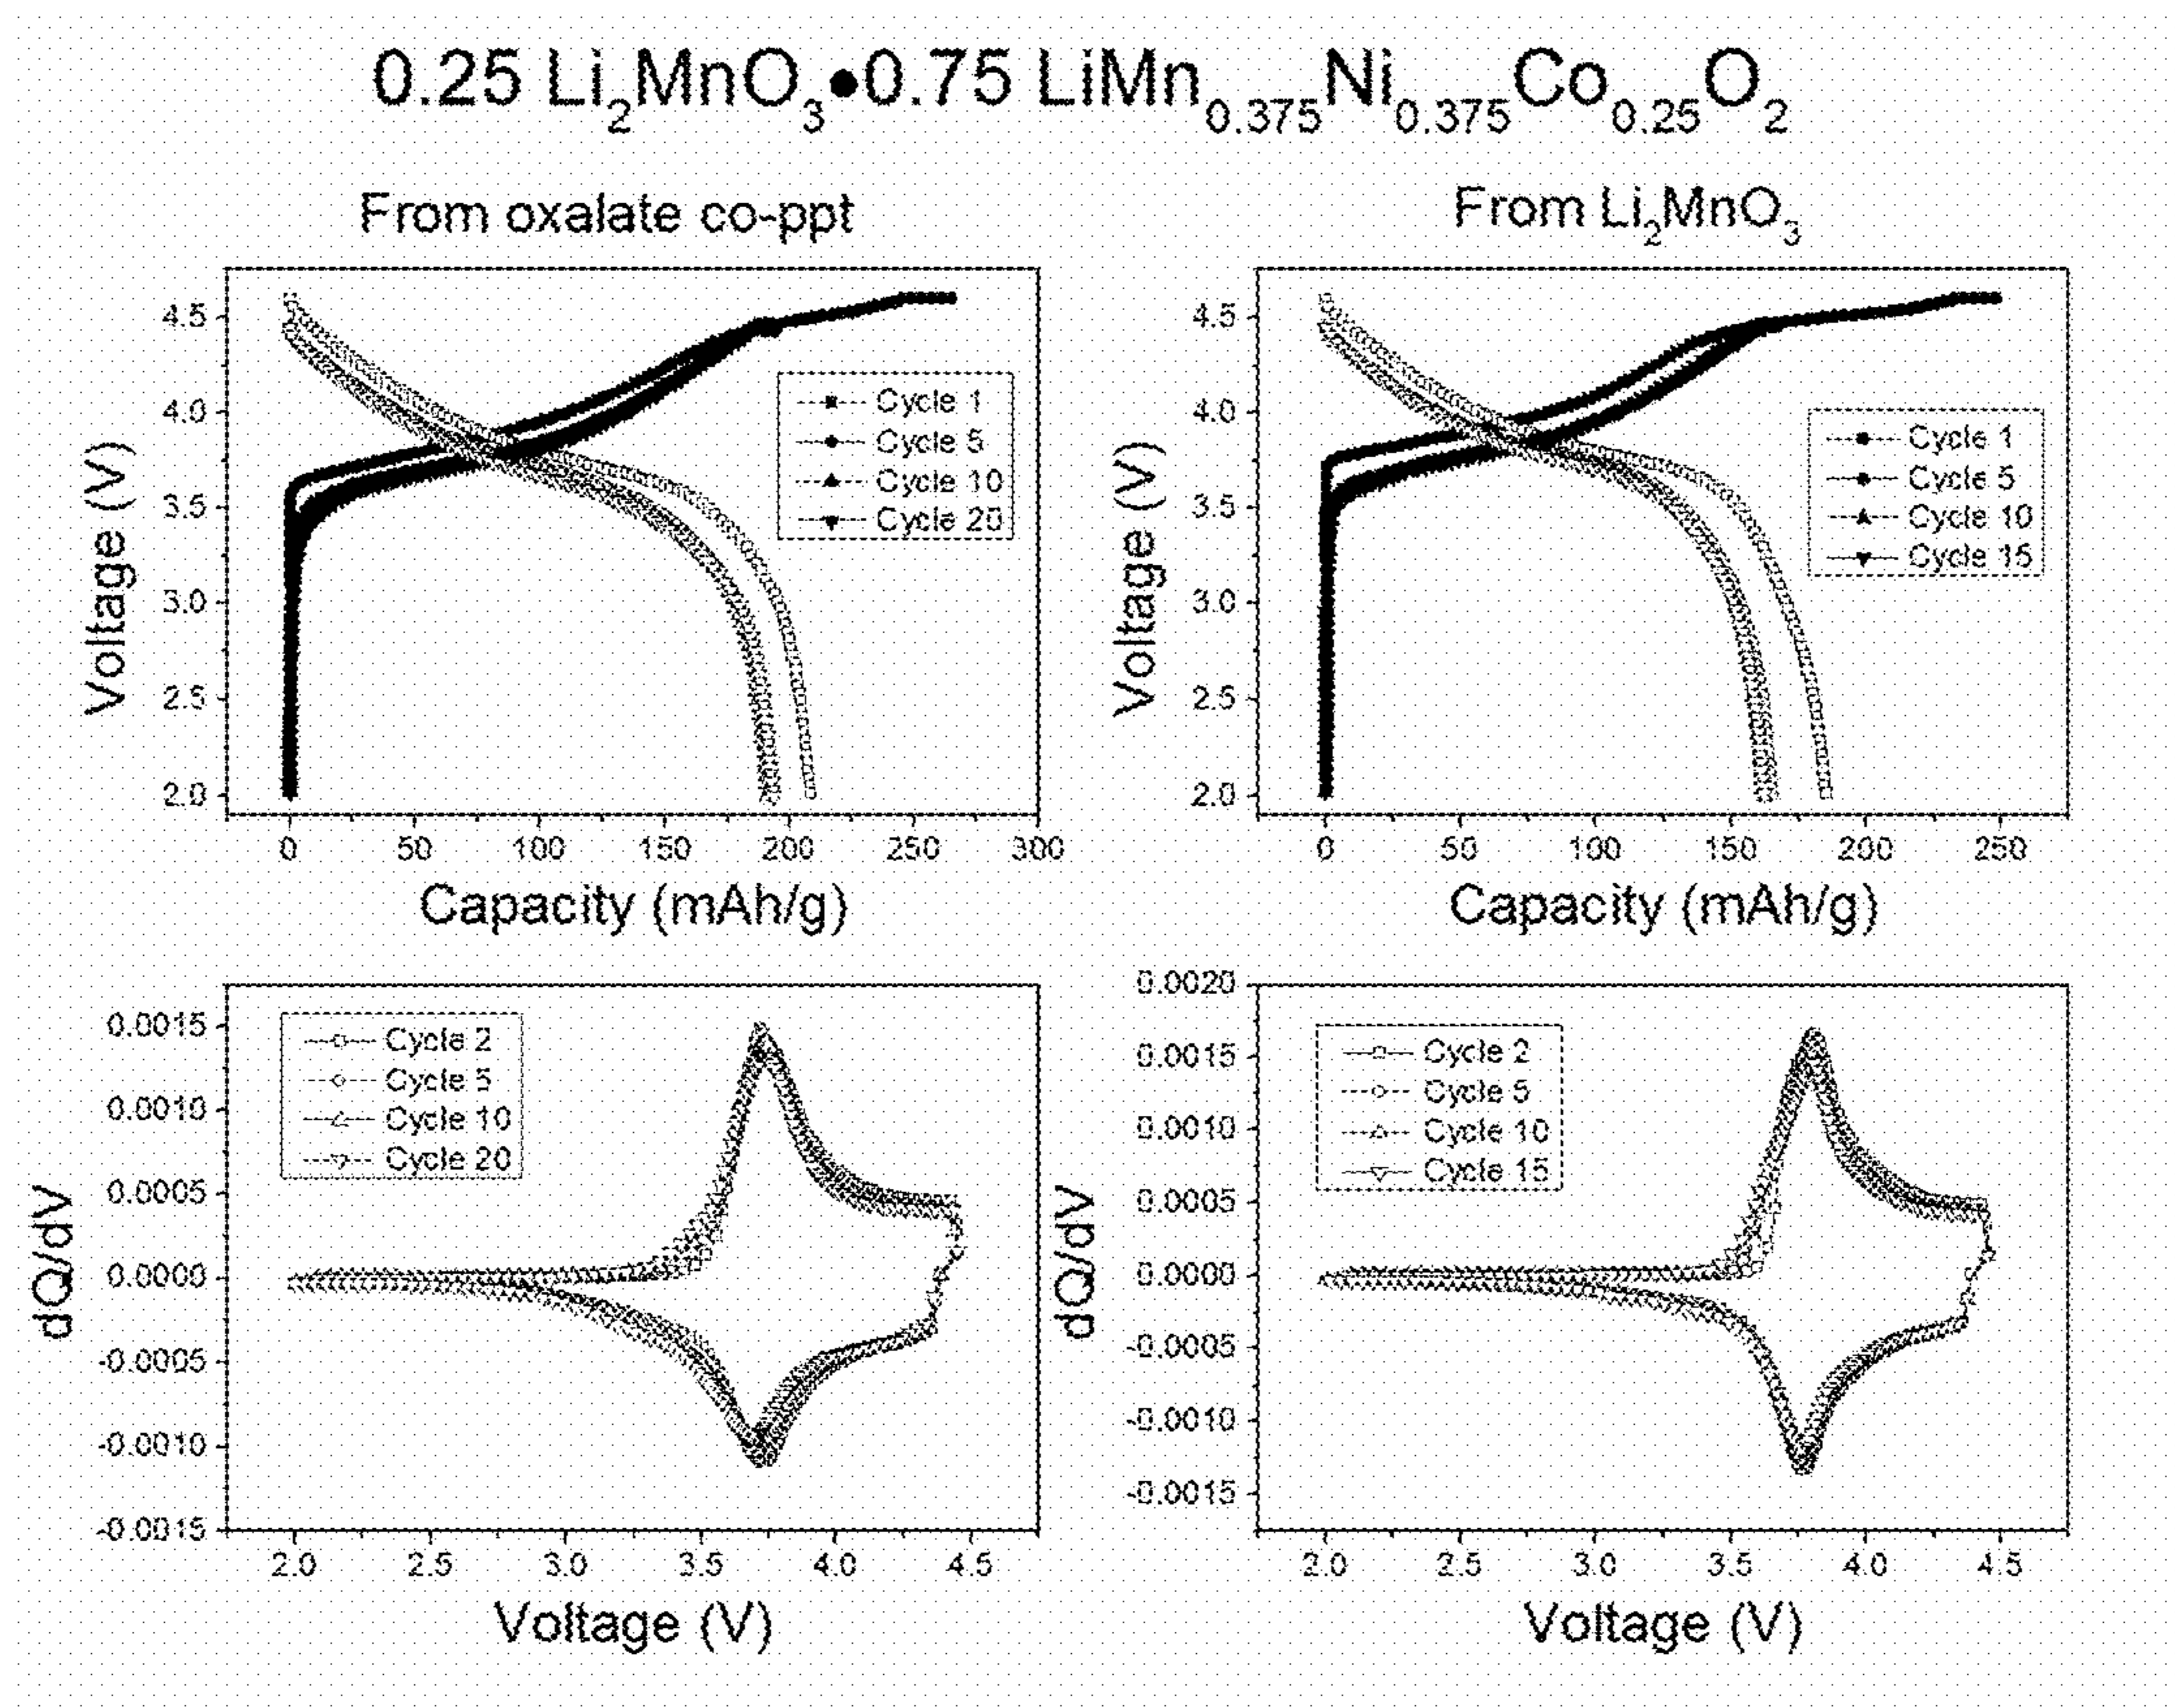 0.25 Li2MnO3•0.75 LiMn0.375Ni0.375Co0.25O2
From oxalate co-ppt
From Li2MnO3
Voltage (V)
4.5
4.0
3.5
3.0
2.5
2.0
Cycle 1
Cycle 5
Cycle 10
Cycle 20
0 50 100 150 200 250 300
Capacity (mAh/g)
Voltage (V)
4.5
4.0
3.5
3.0
2.5
2.0
Cycle 1
Cycle 5
Cycle 10
Cycle 15
0 50 100 150 200 250
Capacity (mAh/g)
dQ/dV
0.0015
0.0010
0.0005
0.0000
-0.0005
-0.0010
-0.0015
Cycle 2
Cycle 5
Cycle 10
Cycle 20
2.0 2.5 3.0 3.5 4.0 4.5
Voltage (V)
dQ/dV
0.0020
0.0015
0.0010
0.0005
0.0000
-0.0005
-0.0010
-0.0015
Cycle 2
Cycle 5
Cycle 10
Cycle 15
2.0 2.5 3.0 3.5 4.0 4.5
Voltage (V)